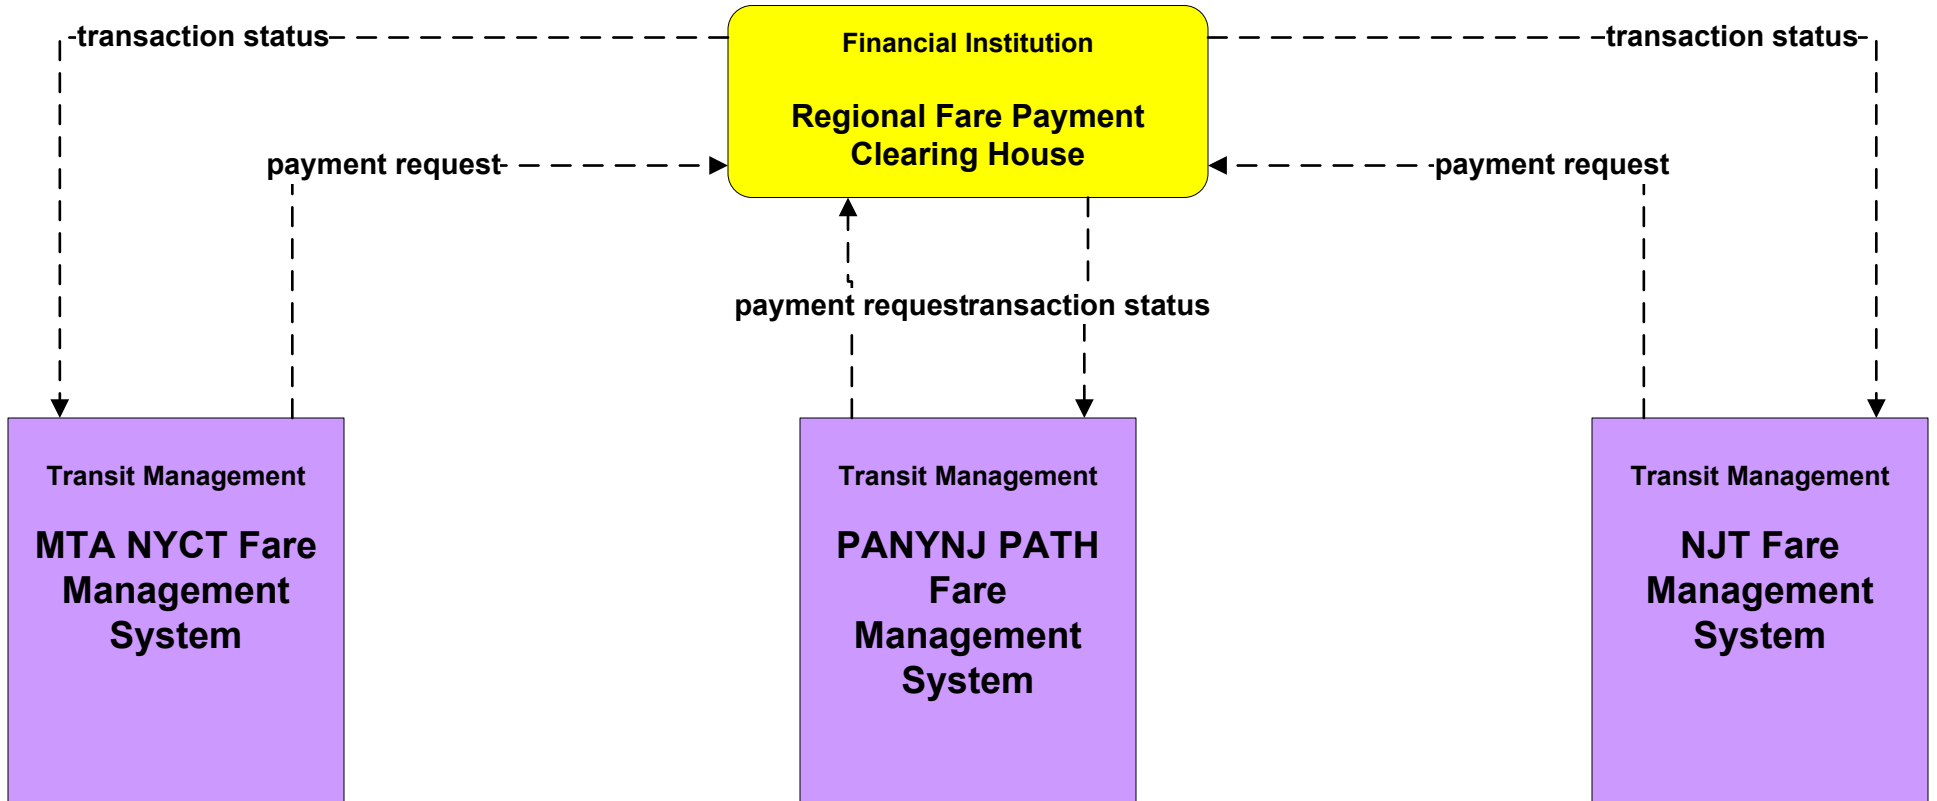 transaction status
Financial Institution
transaction status
Regional Fare Payment
Clearing House
payment request
payment request
payment requestransaction status
Transit Management
MTA NYCT Fare
Management
System
Transit Management
PANYNJ PATH
Fare
Management
System
Transit Management
NJT Fare
Management
System